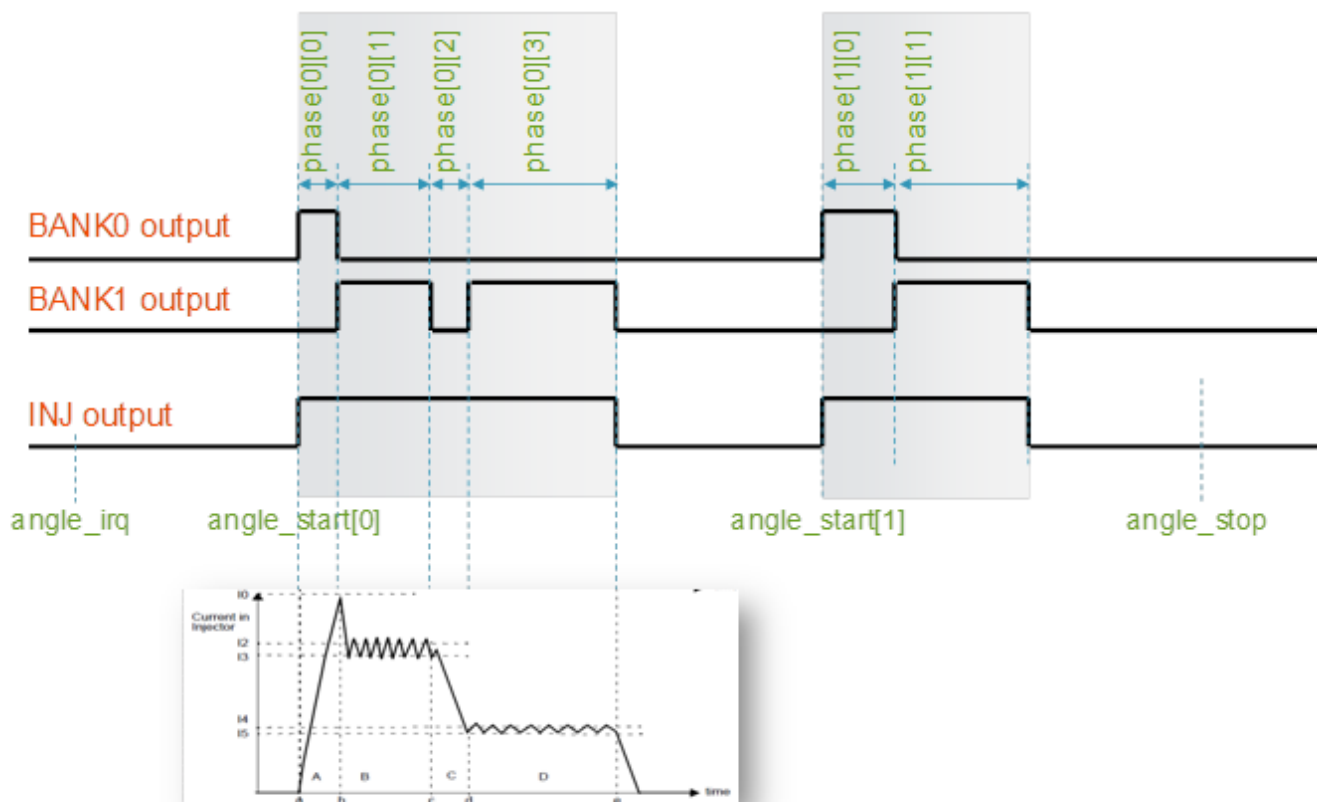 phase[0][0]
phase[0][1]
phase[0][2]
phase[0][3]
phase[1][0]
phase[1][1]
BANK0 output
BANK1 output
INJ output
angle_irq
angle_start[0]
angle_start[1]
angle_stop
I0
Current in
Injector
I2
I3
I4
I5
A B C D
time